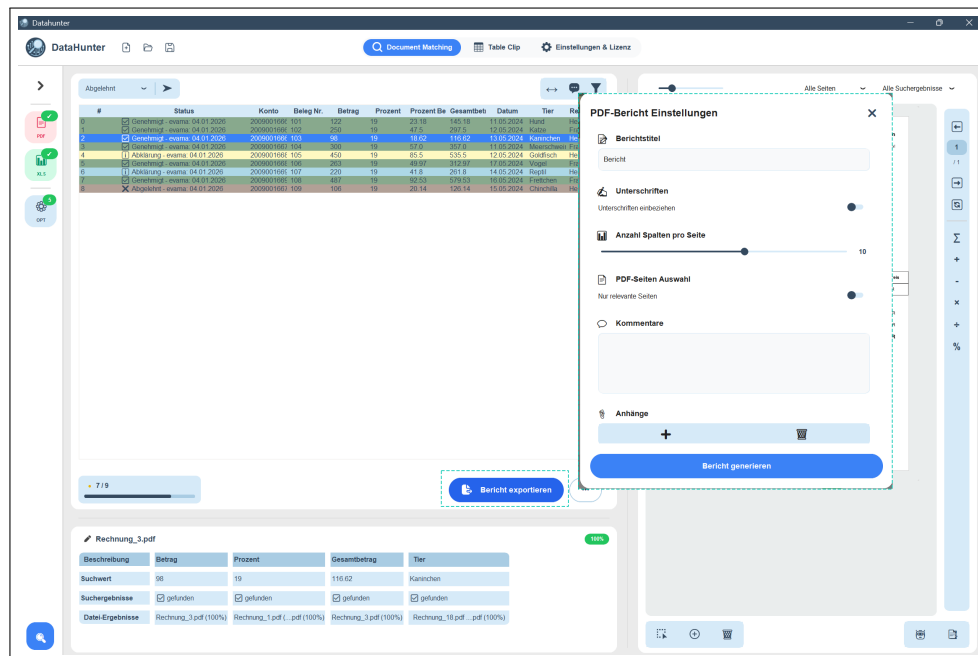 Datahunter
DataHunter
Document Matching
Table Clip
Einstellungen & Lizenz
PDF
XLS
5
OPT
Abgelehnt
# Status Konto Beleg Nr. Betrag Prozent Prozent Be Gesamtbetr Datum Tier
0 Genehmigt - evama: 04.01.2026 101 122 19 23.18 145.18 11.05.2024 Hund
1 Genehmigt - evama: 04.01.2026 102 250 19 47.5 297.5 12.05.2024 Katze
2 Genehmigt - evama: 04.01.2026 103 98 19 18.62 116.62 13.05.2024 Kaninchen
3 Genehmigt - evama: 04.01.2026 104 300 19 57.0 357.0 11.05.2024 Meerschwein
4 Abklärung - evama: 04.01.2026 105 450 19 85.5 535.5 12.05.2024 Goldfisch
5 Genehmigt - evama: 04.01.2026 106 263 19 49.97 312.97 17.05.2024 Vogel
6 Abklärung - evama: 04.01.2026 107 220 19 41.8 261.8 14.05.2024 Reptil
7 Genehmigt - evama: 04.01.2026 108 487 19 92.53 579.53 16.05.2024 Frettchen
8 Abgelehnt - evama: 04.01.2026 109 106 19 20.14 126.14 15.05.2024 Chinchilla
7 / 9
Bericht exportieren
Rechnung_3.pdf
100%
Beschreibung Betrag Prozent Gesamtbetrag Tier
Suchwert 98 19 116.62 Kaninchen
Suchergebnisse gefunden gefunden gefunden gefunden
Datei-Ergebnisse Rechnung_3.pdf (100%) Rechnung_1.pdf (....pdf (100%) Rechnung_3.pdf (100%) Rechnung_18.pdf ...pdf (100%)
Alle Seiten
Alle Suchergebnisse
PDF-Bericht Einstellungen
Berichtstitel
Bericht
Unterschriften
Unterschriften einbeziehen
Anzahl Spalten pro Seite
10
PDF-Seiten Auswahl
Nur relevante Seiten
Kommentare
Anhänge
+
Bericht generieren
1
/ 1
Σ
+
-
×
÷
%